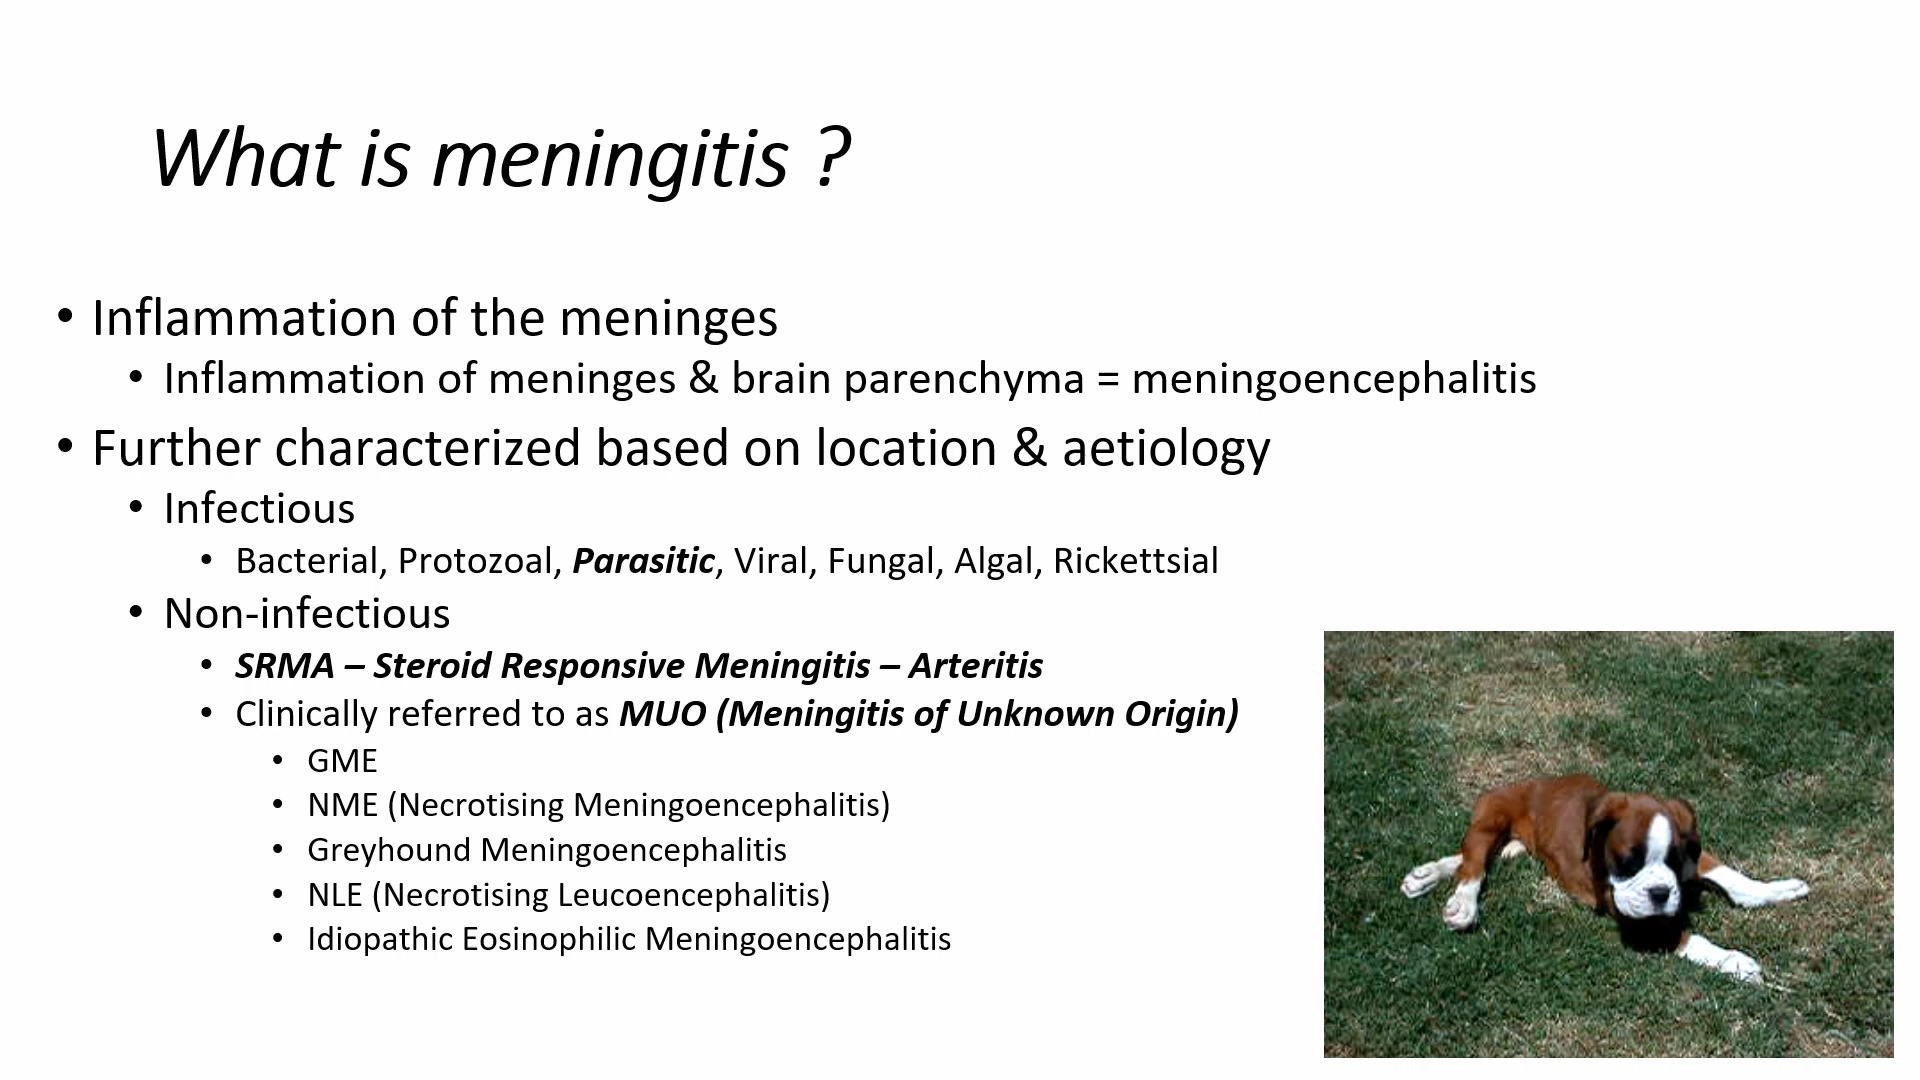 What is meningitis ?
• Inflammation of the meninges
• Inflammation of meninges & brain parenchyma = meningoencephalitis
• Further characterized based on location & aetiology
• Infectious
• Bacterial, Protozoal, Parasitic, Viral, Fungal, Algal, Rickettsial
• Non-infectious
• SRMA – Steroid Responsive Meningitis – Arteritis
• Clinically referred to as MUO (Meningitis of Unknown Origin)
• GME
• NME (Necrotising Meningoencephalitis)
• Greyhound Meningoencephalitis
• NLE (Necrotising Leucoencephalitis)
• Idiopathic Eosinophilic Meningoencephalitis